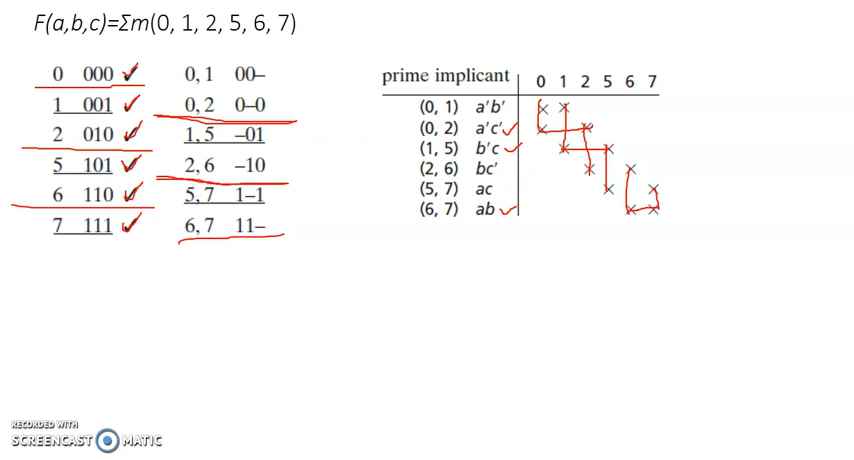 F(a,b,c)=Σm(0, 1, 2, 5, 6, 7)
0 000 ✓ 0, 1 00–
1 001 ✓ 0, 2 0–0
2 010 ✓ 1, 5 –01
5 101 ✓ 2, 6 –10
6 110 ✓ 5, 7 1–1
7 111 ✓ 6, 7 11–
prime implicant 0 1 2 5 6 7
(0, 1) a′b′ × ×
(0, 2) a′c′ ✓ × ×
(1, 5) b′c ✓ × ×
(2, 6) bc′ × ×
(5, 7) ac × ×
(6, 7) ab ✓ × ×
RECORDED WITH
SCREENCAST MATIC